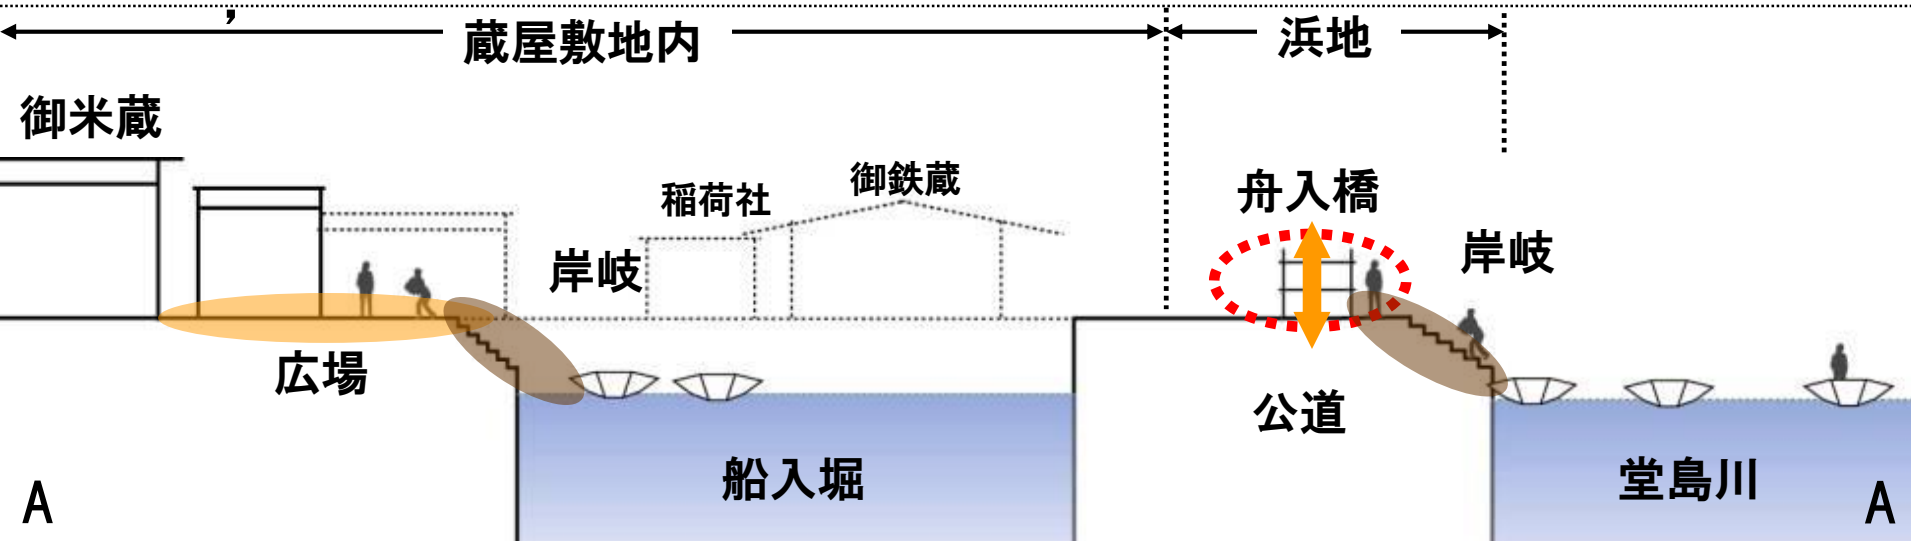 ’
蔵屋敷地内
浜地
御米蔵
稲荷社
御鉄蔵
舟入橋
岸岐
岸岐
広場
公道
船入堀
堂島川
A
A